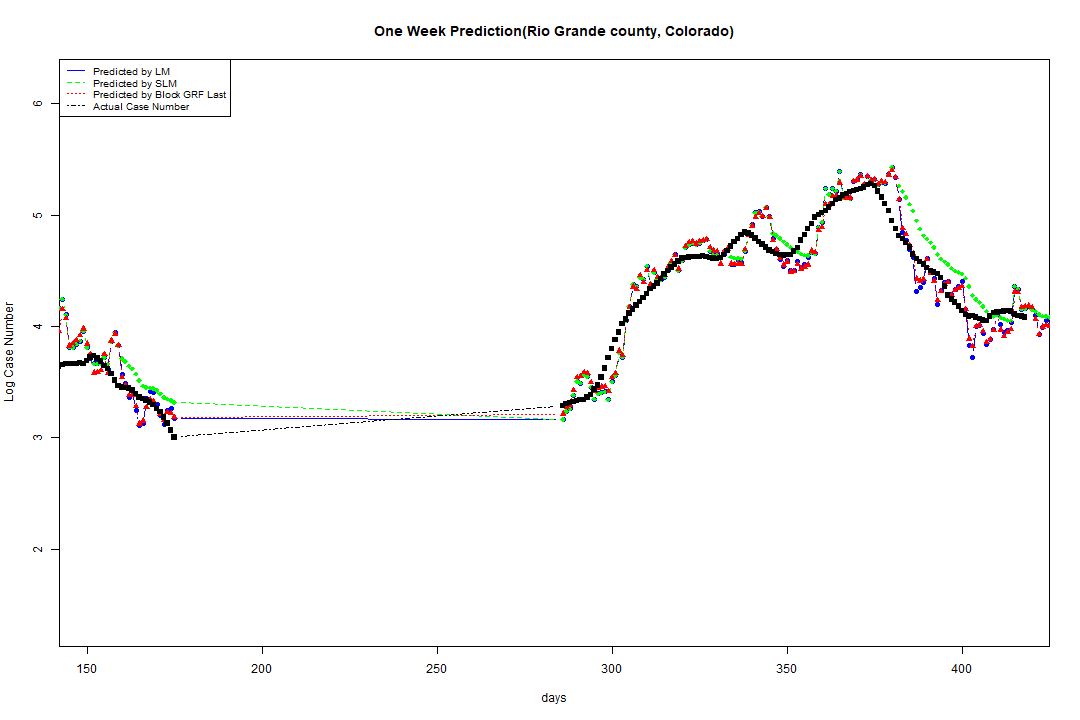 One Week Prediction(Rio Grande county, Colorado)
Predicted by LM
Predicted by SLM
Predicted by Block GRF Last
Actual Case Number
6
5
4
3
2
Log Case Number
150 200 250 300 350 400
days